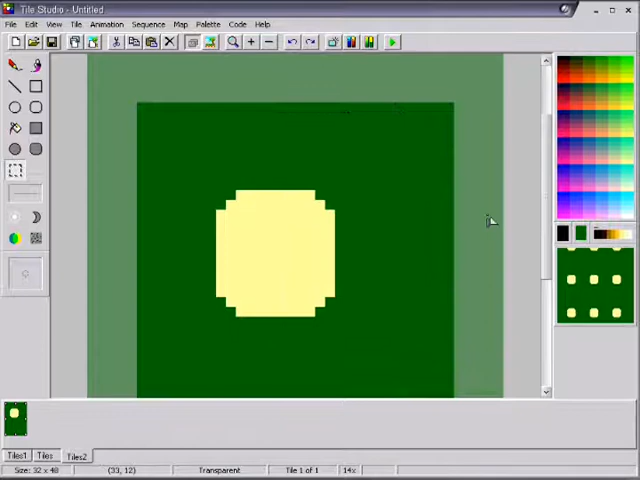 Tile Studio - Untitled
File Edit View Tile Animation Sequence Map Palette Code Help
Tiles1 Tiles Tiles2
Size: 32 x 48 (33, 12) Transparent Tile 1 of 1 14x